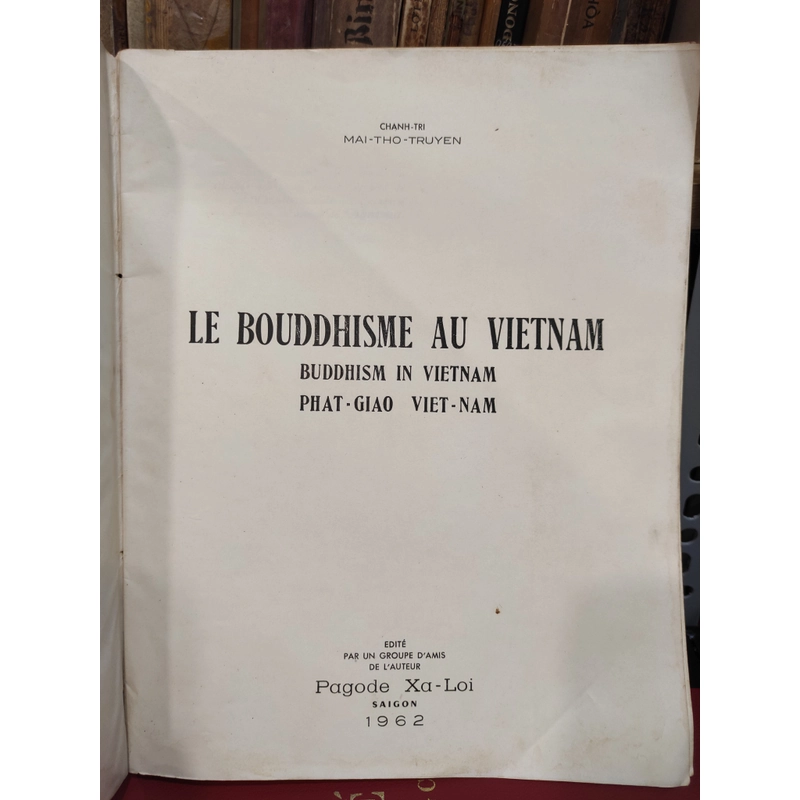 CHANH-TRI
MAI-THO-TRUYEN
LE BOUDDHISME AU VIETNAM
BUDDHISM IN VIETNAM
PHAT-GIAO VIET-NAM
EDITÉ
PAR UN GROUPE D'AMIS
DE L'AUTEUR
Pagode Xa-Loi
SAIGON
1962